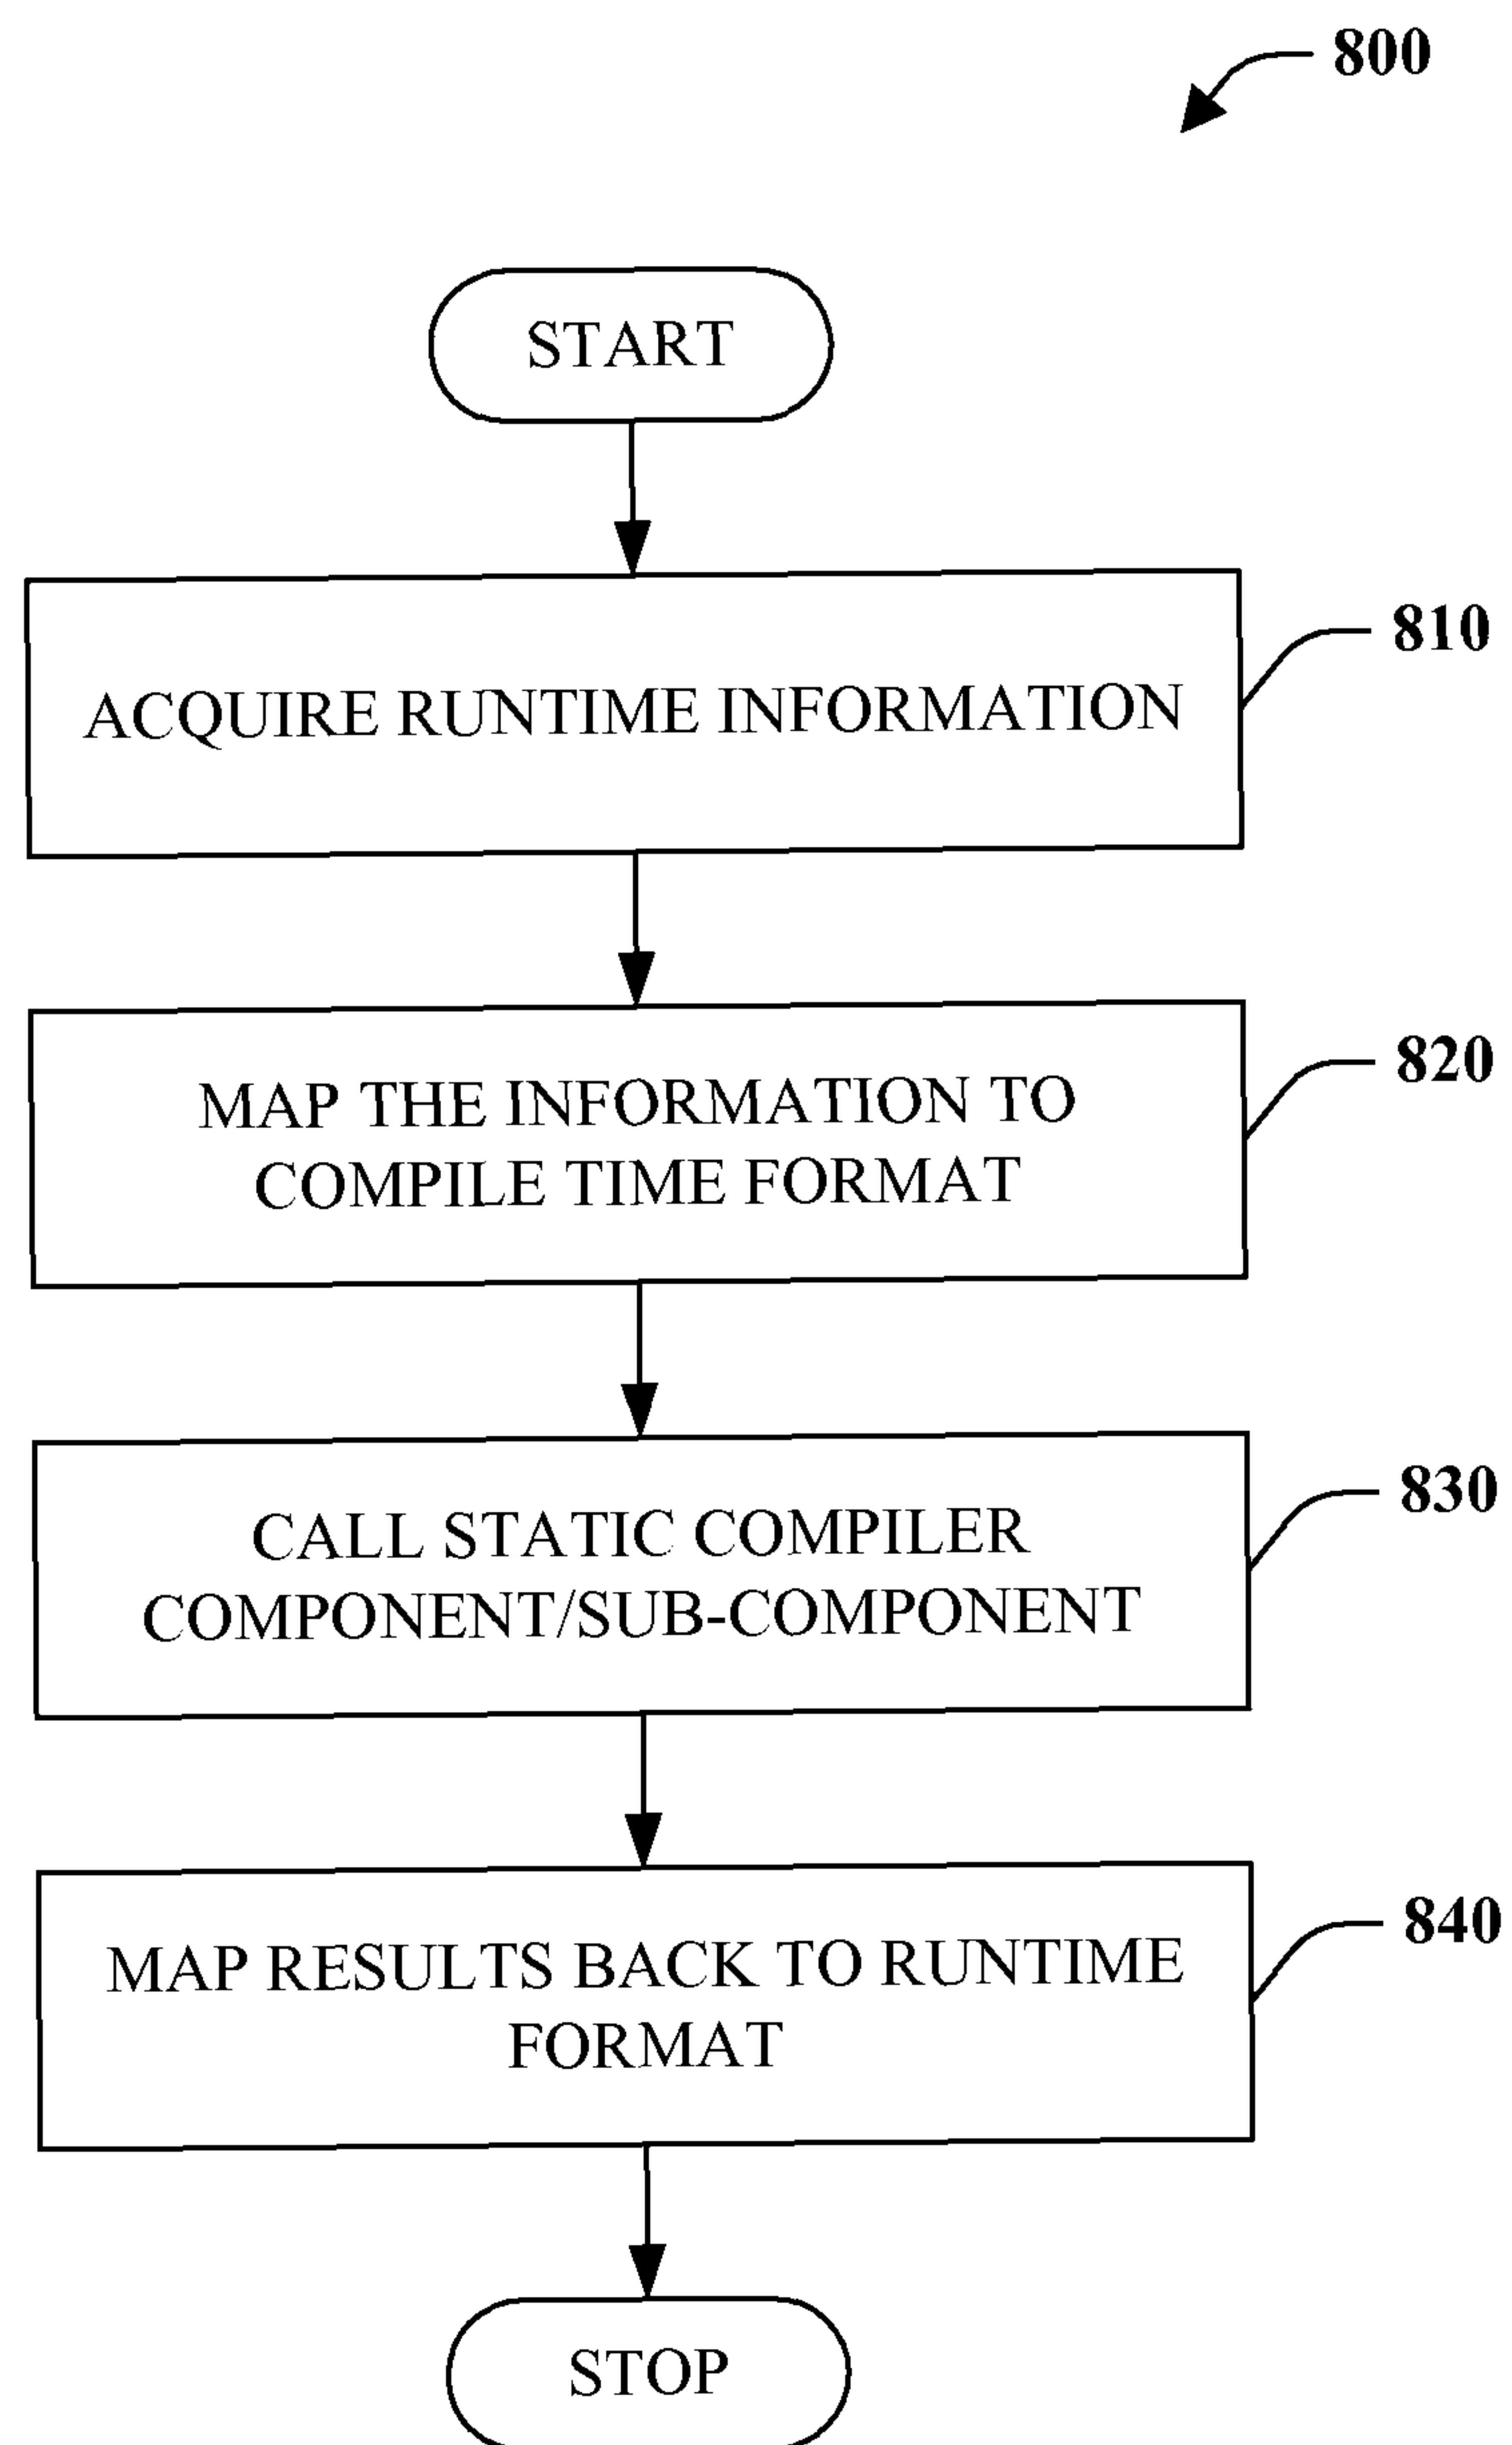 800
START
ACQUIRE RUNTIME INFORMATION
810
MAP THE INFORMATION TO
COMPILE TIME FORMAT
820
CALL STATIC COMPILER
COMPONENT/SUB-COMPONENT
830
MAP RESULTS BACK TO RUNTIME
FORMAT
840
STOP